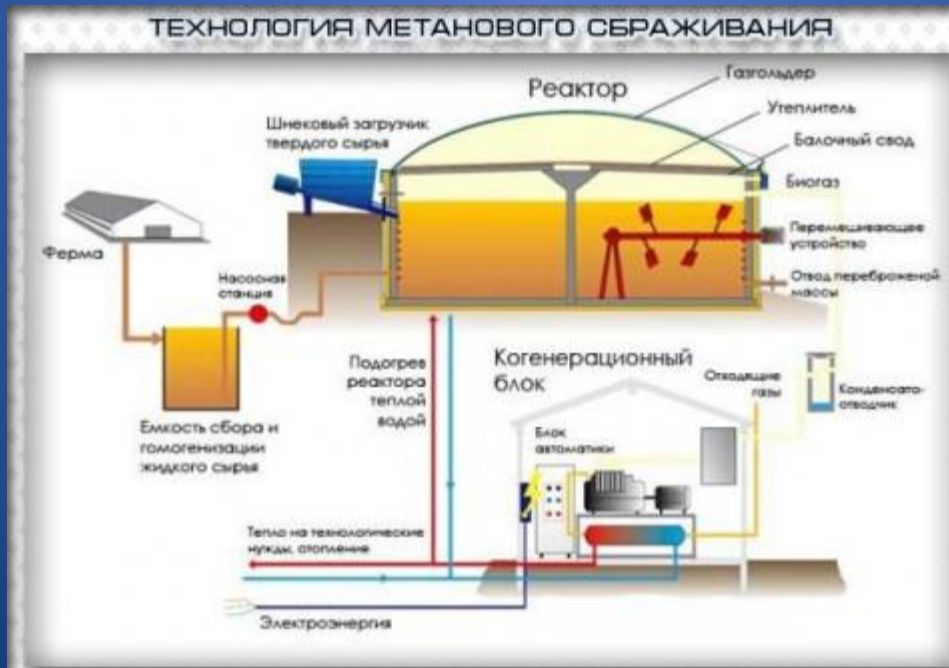 ТЕХНОЛОГИЯ МЕТАНОВОГО СБРАЖИВАНИЯ
Реактор
Газгольдер
Утеплитель
Балочный свод
Биогаз
Шнековый загрузчик
твердого сырья
Ферма
Насосная
станция
Перемешивающее
устройство
Отвод переброженой
массы
Подогрев
реактора
теплой
водой
Емкость сбора и
гомогенизации
жидкого сырья
Когенерационный
блок
Отходящие
газы
Конденсато-
отводчик
Блок
автоматики
Тепло на технологические
нужды, отопление
Электроэнергия